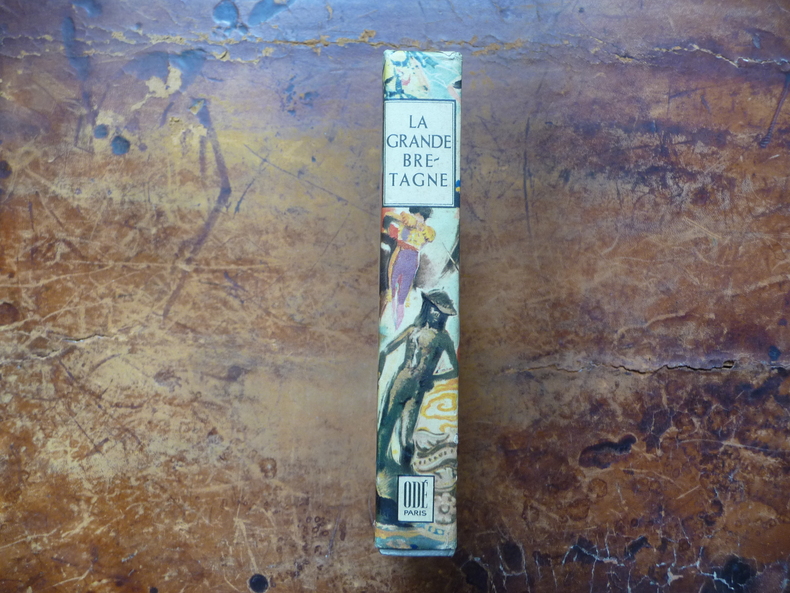 LA
GRANDE
BRE-
TAGNE
ODÉ
PARIS